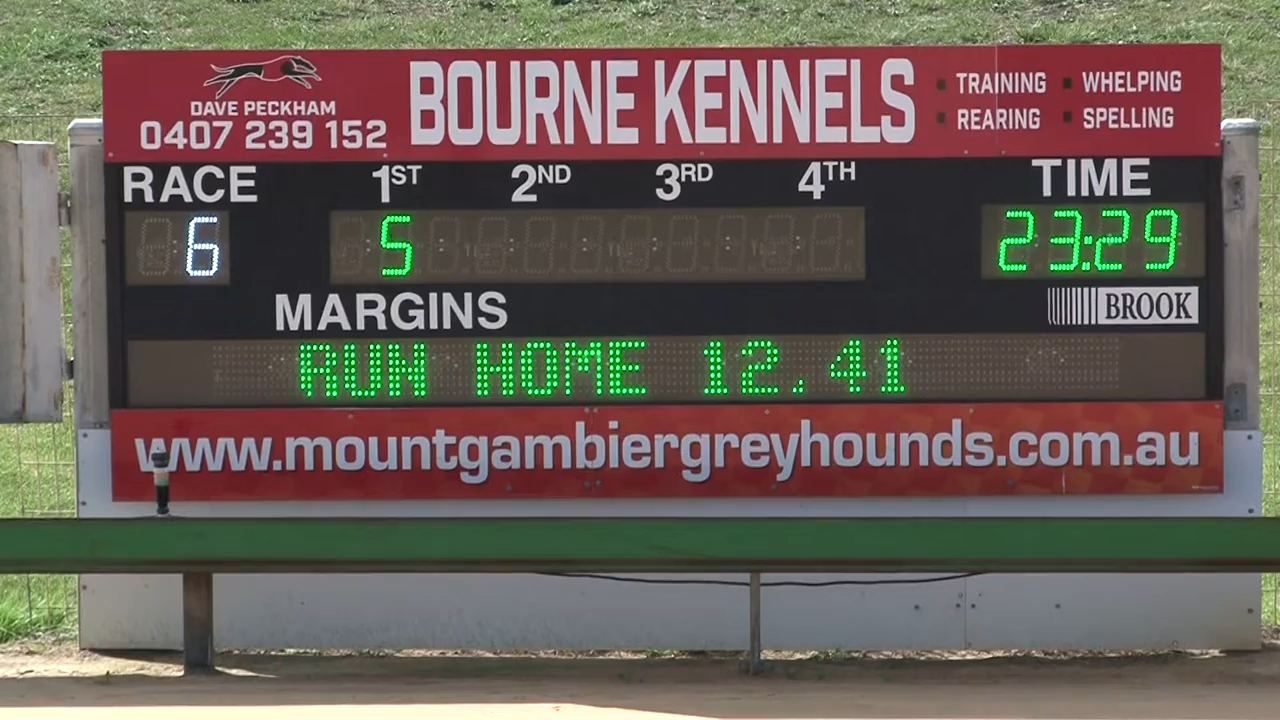 DAVE PECKHAM
0407 239 152
BOURNE KENNELS
TRAINING WHELPING
REARING SPELLING
RACE 1ST 2ND 3RD 4TH TIME
6 5 23:29
MARGINS BROOK
RUN HOME 12.41
www.mountgambiergreyhounds.com.au